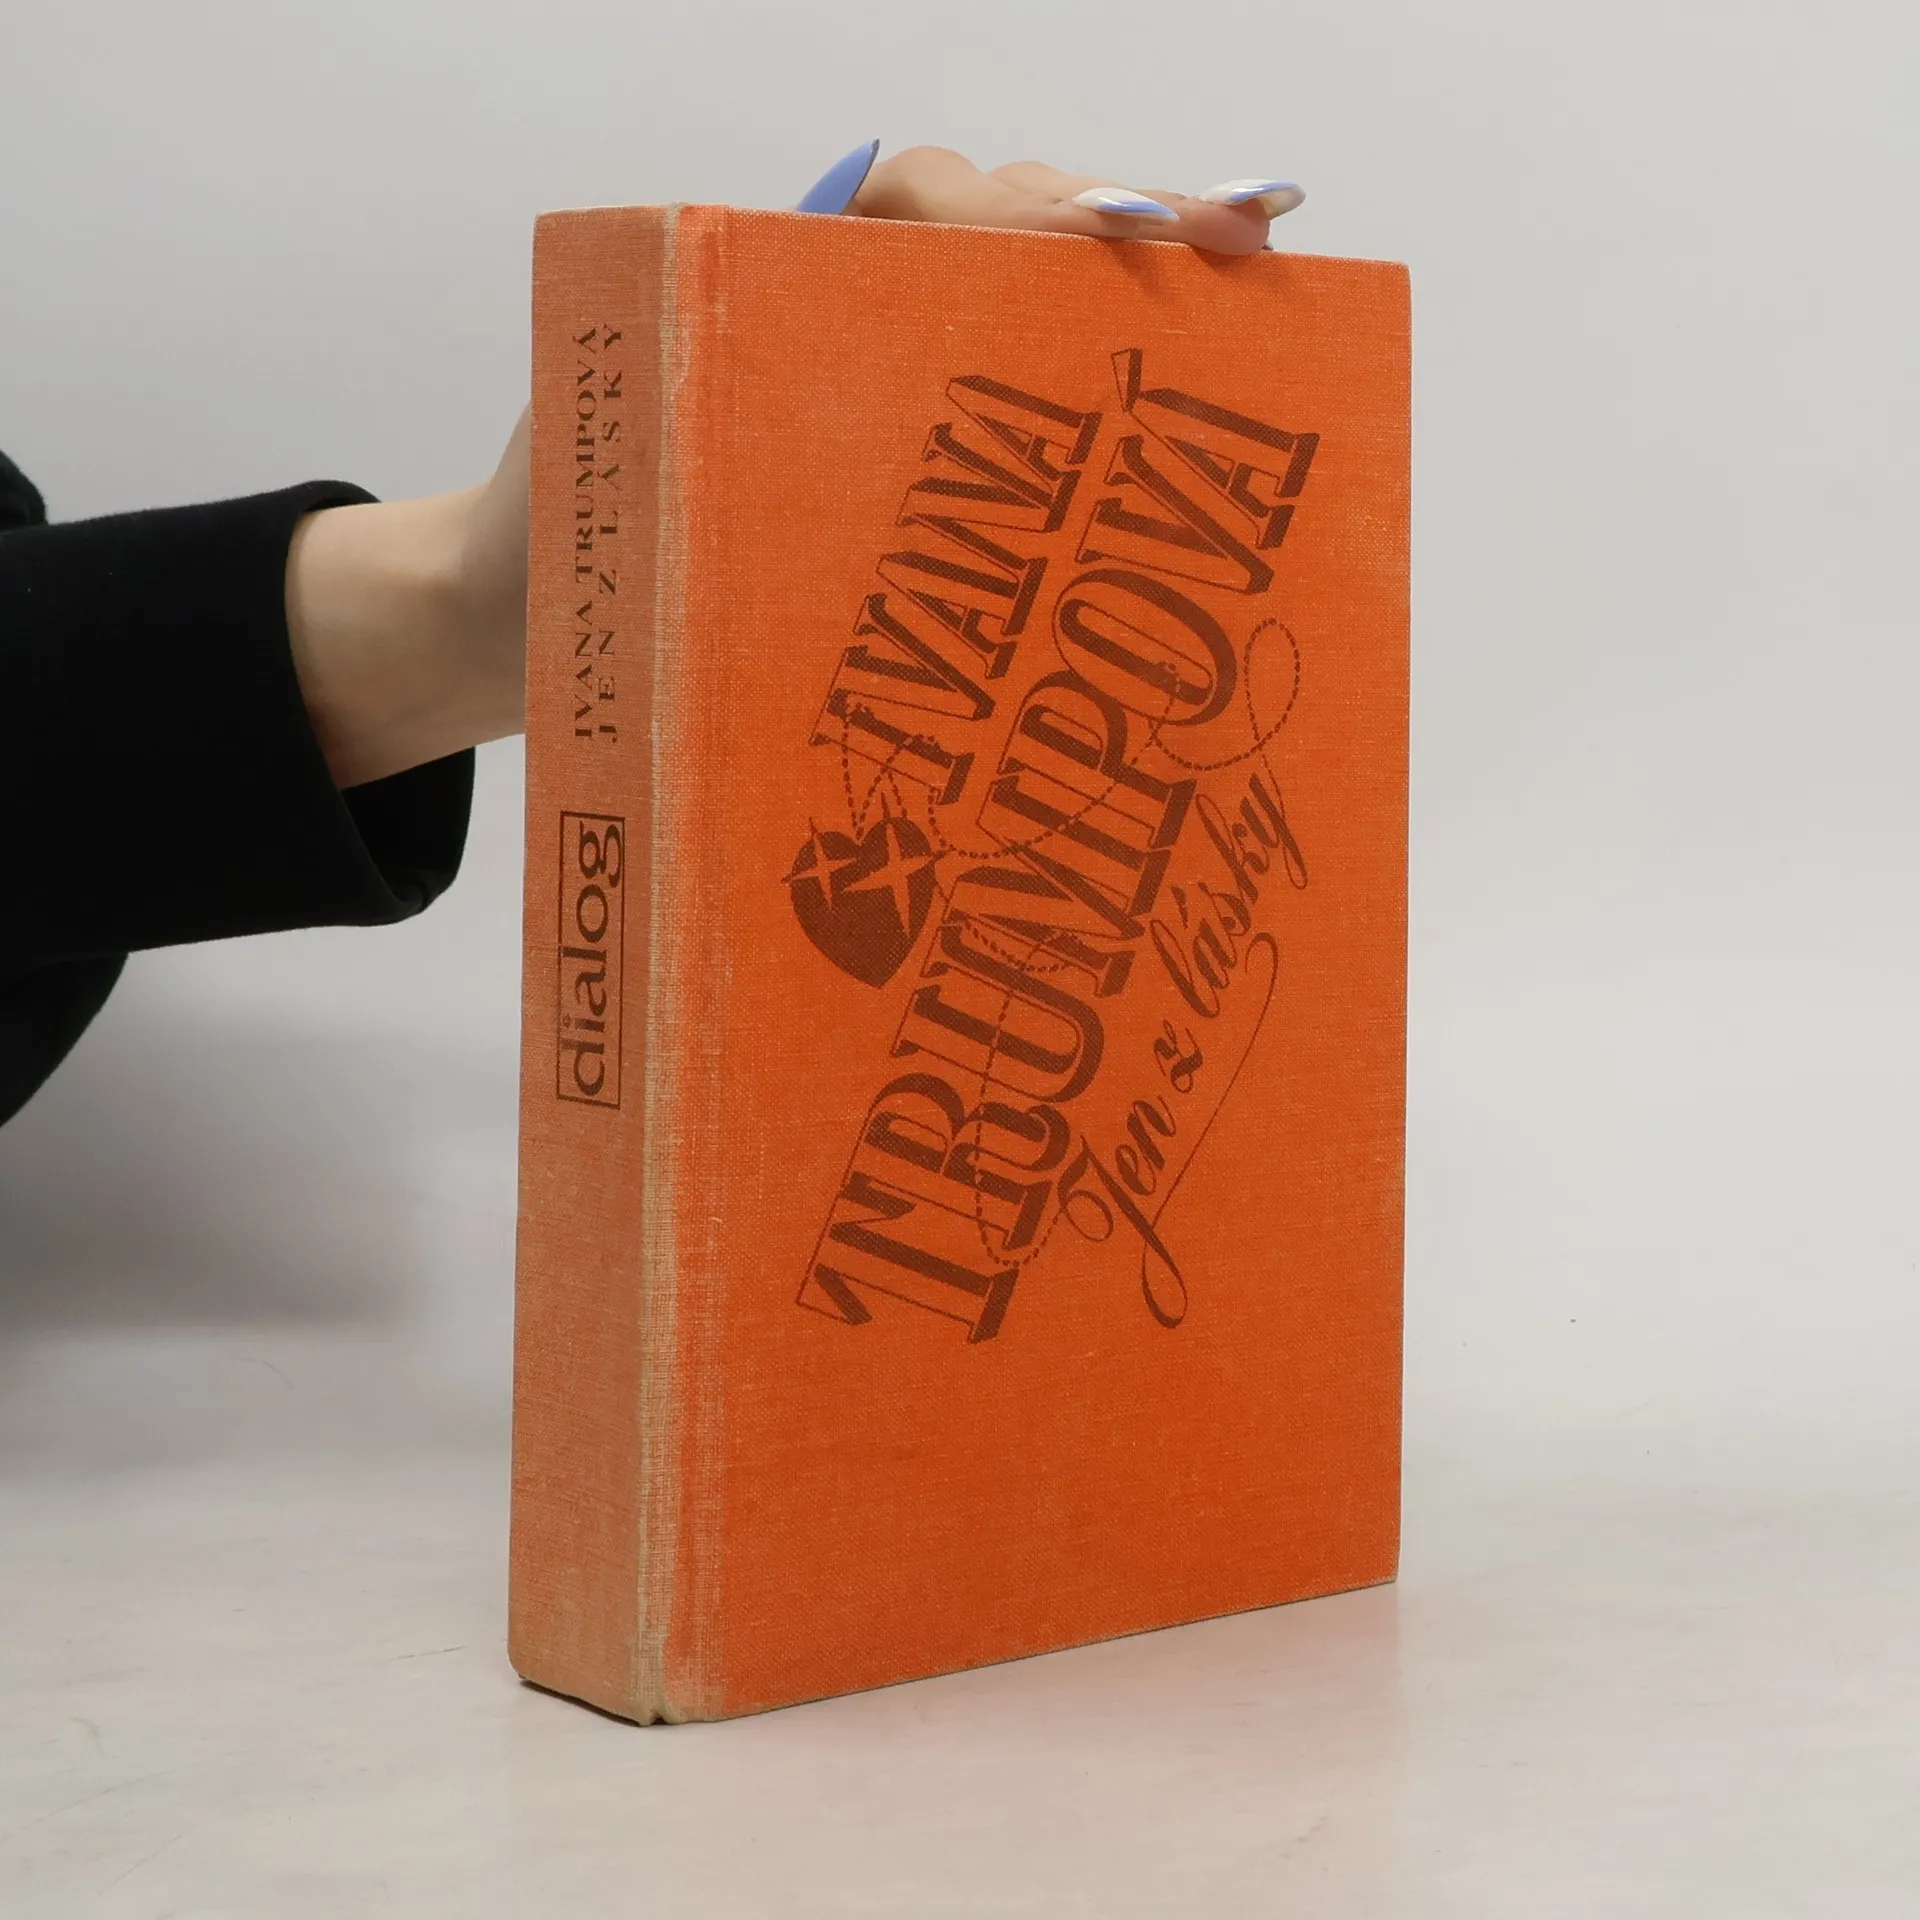 IVANA TRUMPOVÁ
JEN Z LÁSKY
dialog
IVANA
TRUMPOVÁ
Jen z lásky